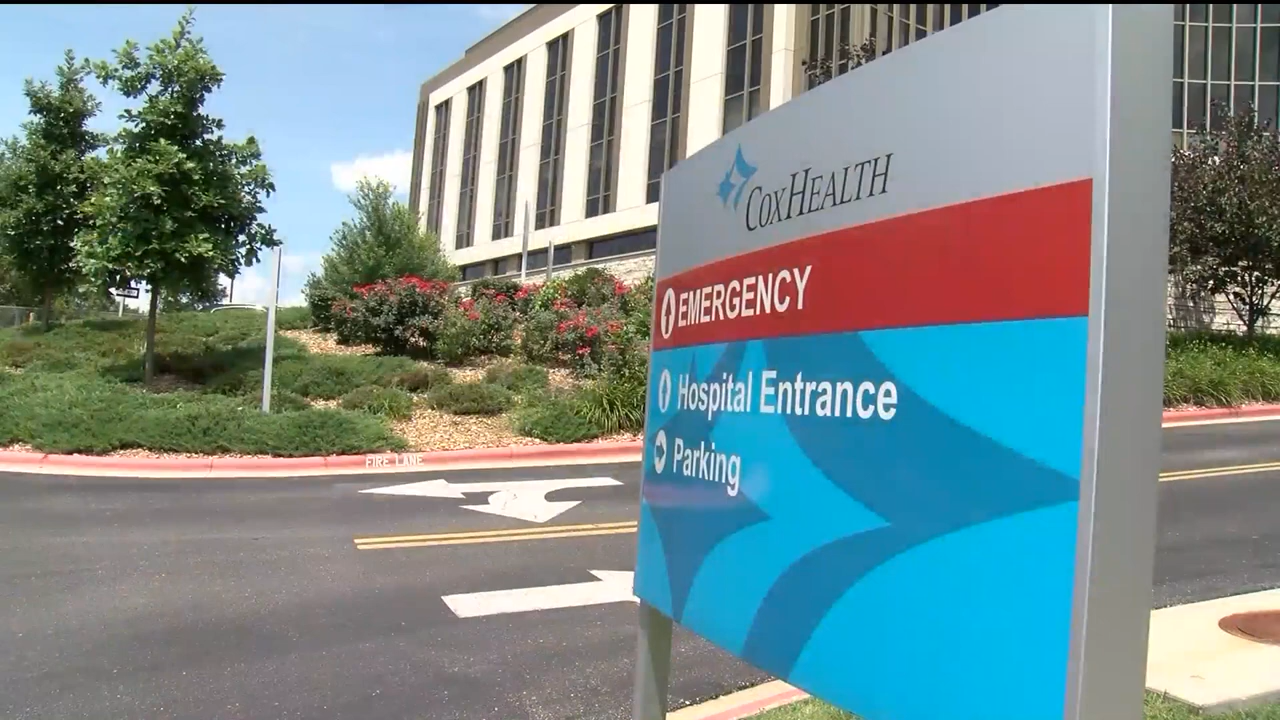 COXHEALTH
EMERGENCY
Hospital Entrance
Parking
FIRE LANE